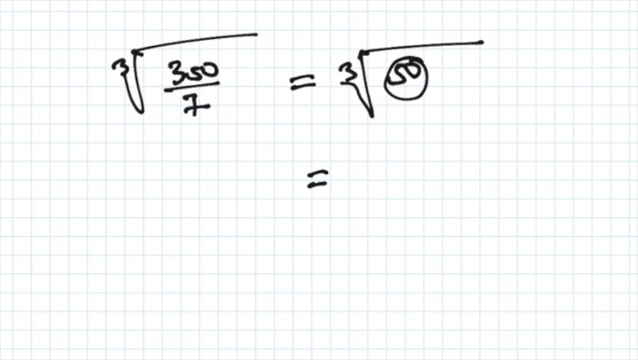 ∛(350/7) = ∛50
=